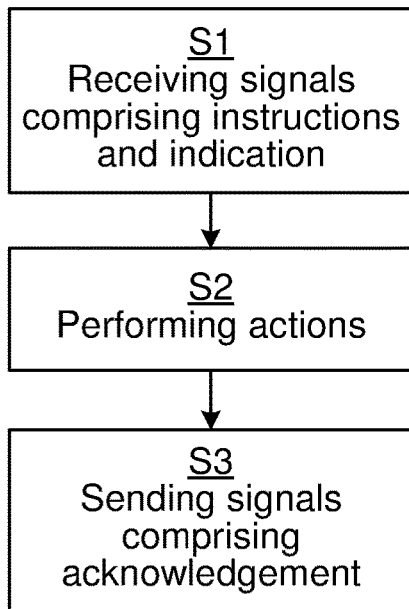 S1
Receiving signals
comprising instructions
and indication
S2
Performing actions
S3
Sending signals
comprising
acknowledgement